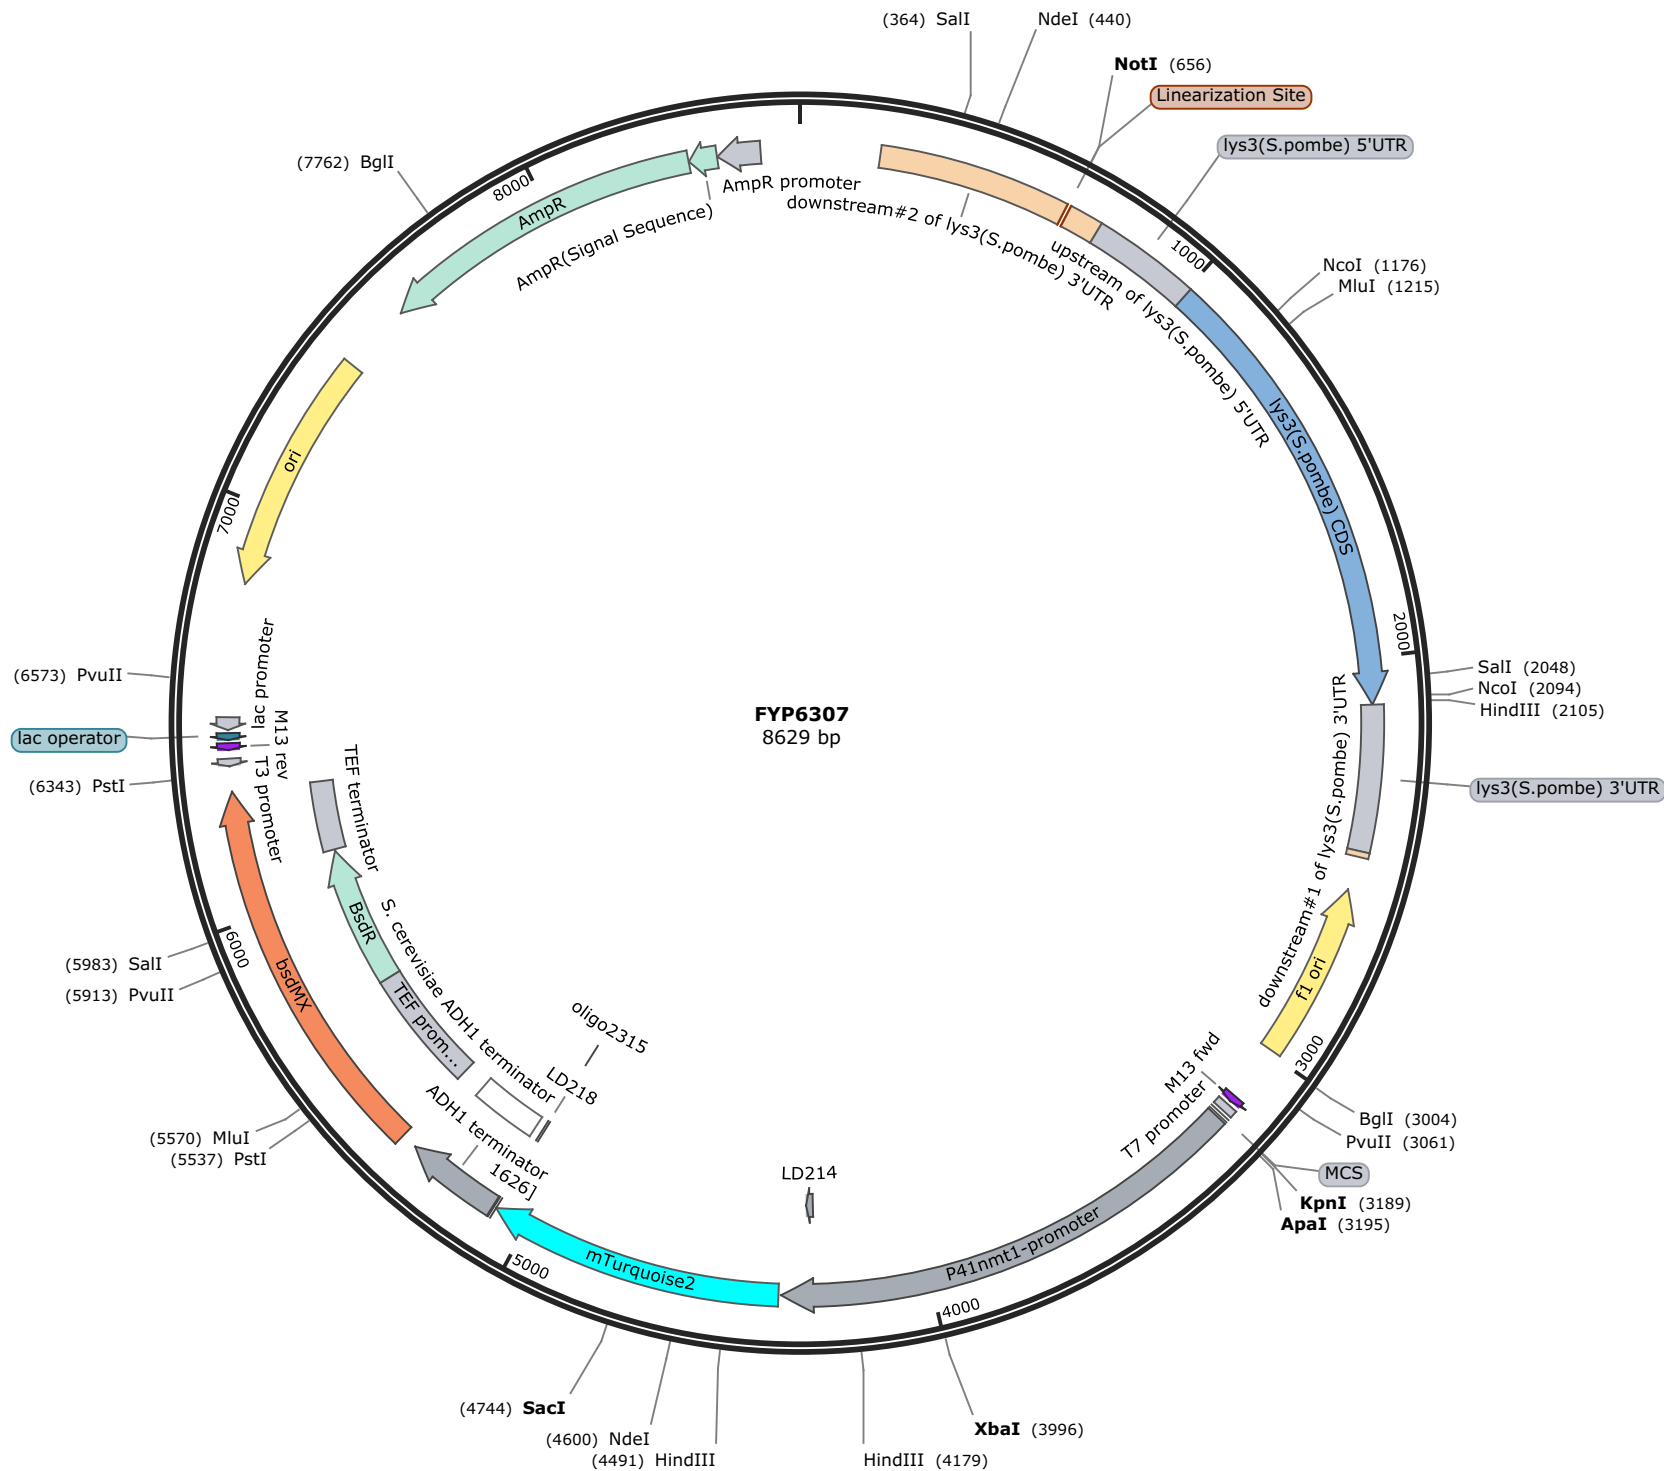 (364) SalI
NdeI (440)
NotI (656)
Linearization Site
lys3(S.pombe) 5'UTR
(7762) BglI
8000
AmpR
AmpR promoter
AmpR(Signal Sequence)
downstream#2 of lys3(S.pombe) 3'UTR
upstream of lys3(S.pombe) 5'UTR
1000
NcoI (1176)
MluI (1215)
lys3(S.pombe) CDS
ori
7000
2000
SalI (2048)
NcoI (2094)
HindIII (2105)
(6573) PvuII
lac promoter
lac operator
M13 rev
(6343) PstI
T3 promoter
TEF terminator
FYP6307
8629 bp
lys3(S.pombe) 3'UTR
downstream#1 of lys3(S.pombe) 3'UTR
BsdR
S. cerevisiae ADH1 terminator
6000
(5983) SalI
(5913) PvuII
bsdMX
TEF prom...
f1 ori
oligo2315
3000
M13 fwd
LD218
ADH1 terminator
T7 promoter
BglI (3004)
PvuII (3061)
(5570) MluI
(5537) PstI
1626]
LD214
MCS
KpnI (3189)
ApaI (3195)
P41nmt1-promoter
5000
mTurquoise2
4000
(4744) SacI
XbaI (3996)
(4600) NdeI
(4491) HindIII
HindIII (4179)